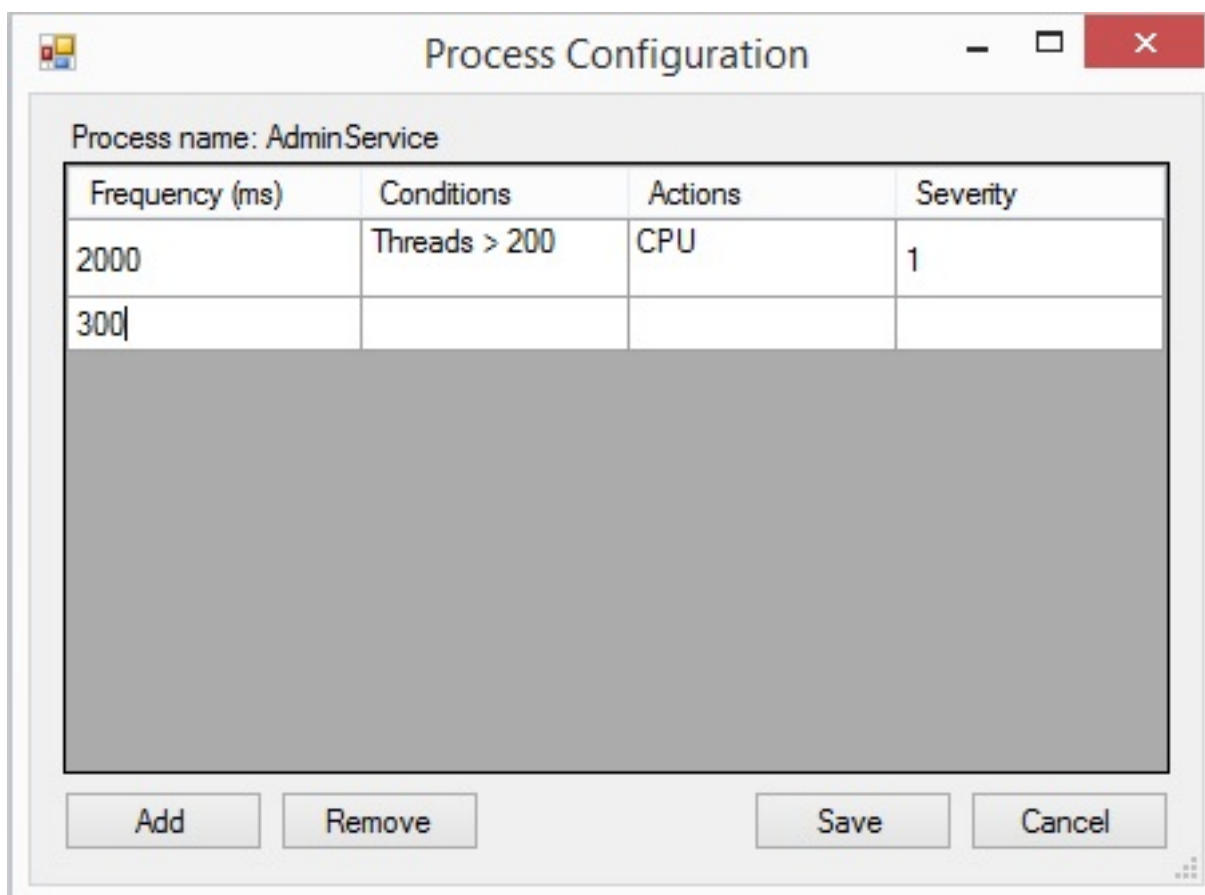 Process Configuration
Process name: AdminService
Frequency (ms) Conditions Actions Severity
2000 Threads > 200 CPU 1
300
Add Remove Save Cancel